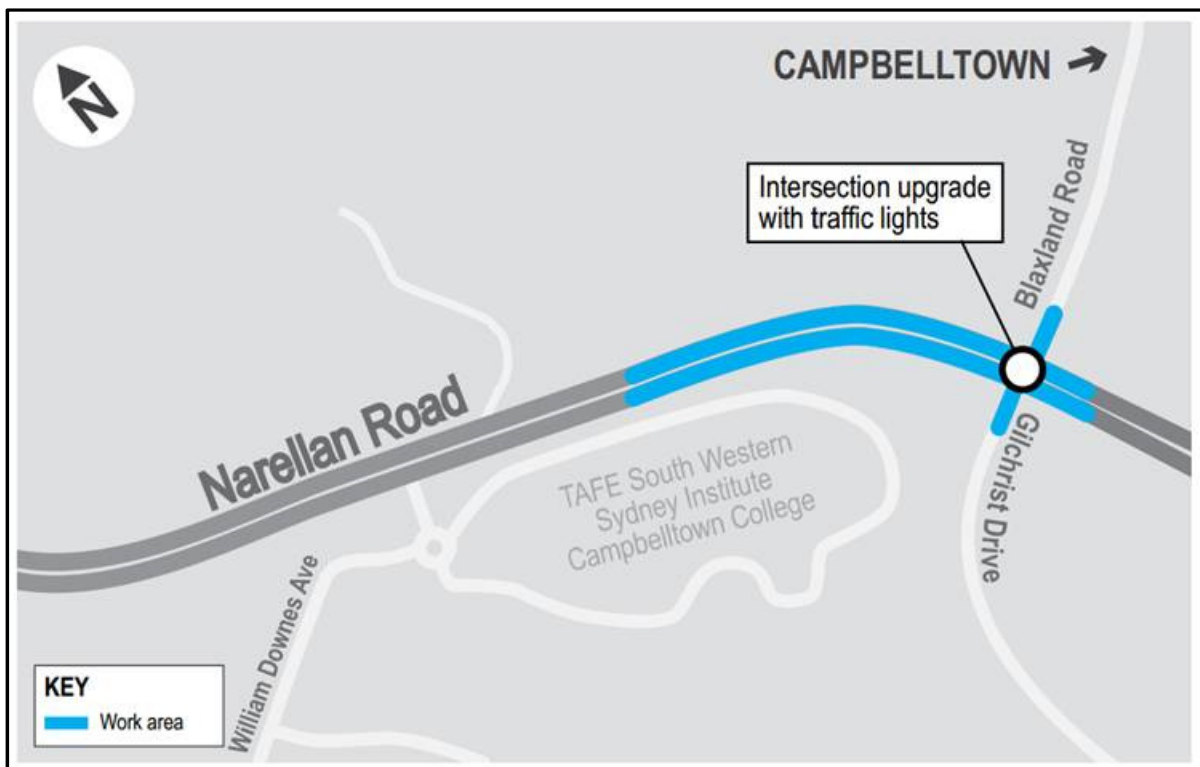 N
CAMPBELLTOWN
Intersection upgrade
with traffic lights
Blaxland Road
Narellan Road
TAFE South Western
Sydney Institute
Campbelltown College
Gilchrist Drive
William Downes Ave
KEY
Work area